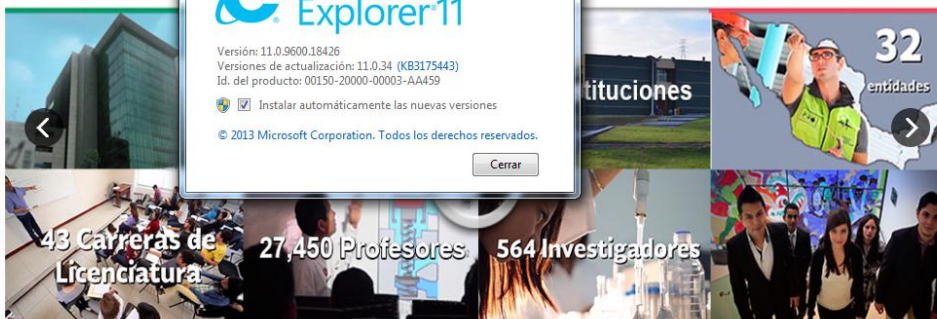 Explorer 11
Versión: 11.0.9600.18426
Versiones de actualización: 11.0.34 (KB3175443)
Id. del producto: 00150-20000-00003-AA459
Instalar automáticamente las nuevas versiones
© 2013 Microsoft Corporation. Todos los derechos reservados.
Cerrar
tituciones
32
entidades
43 Carreras de
Licenciatura
27,450 Profesores
564 Investigadores